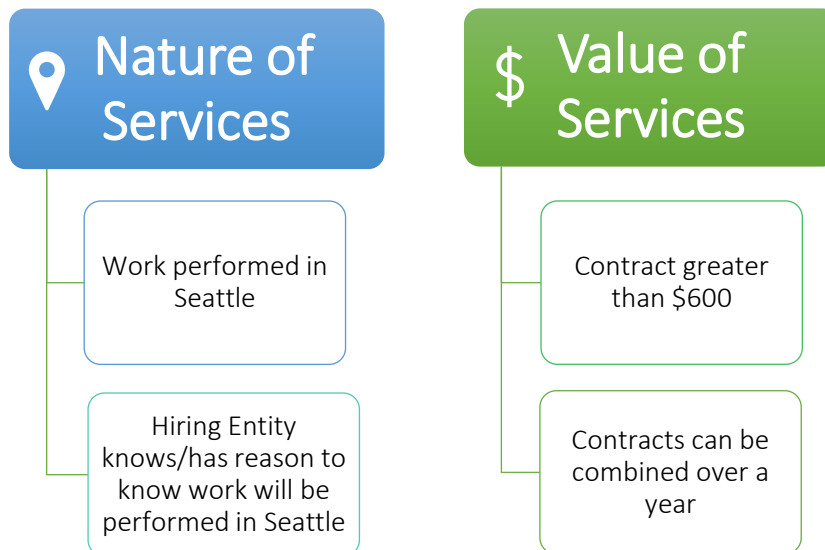 Nature of
Services
Work performed in
Seattle
Hiring Entity
knows/has reason to
know work will be
performed in Seattle
$
Value of
Services
Contract greater
than $600
Contracts can be
combined over a
year